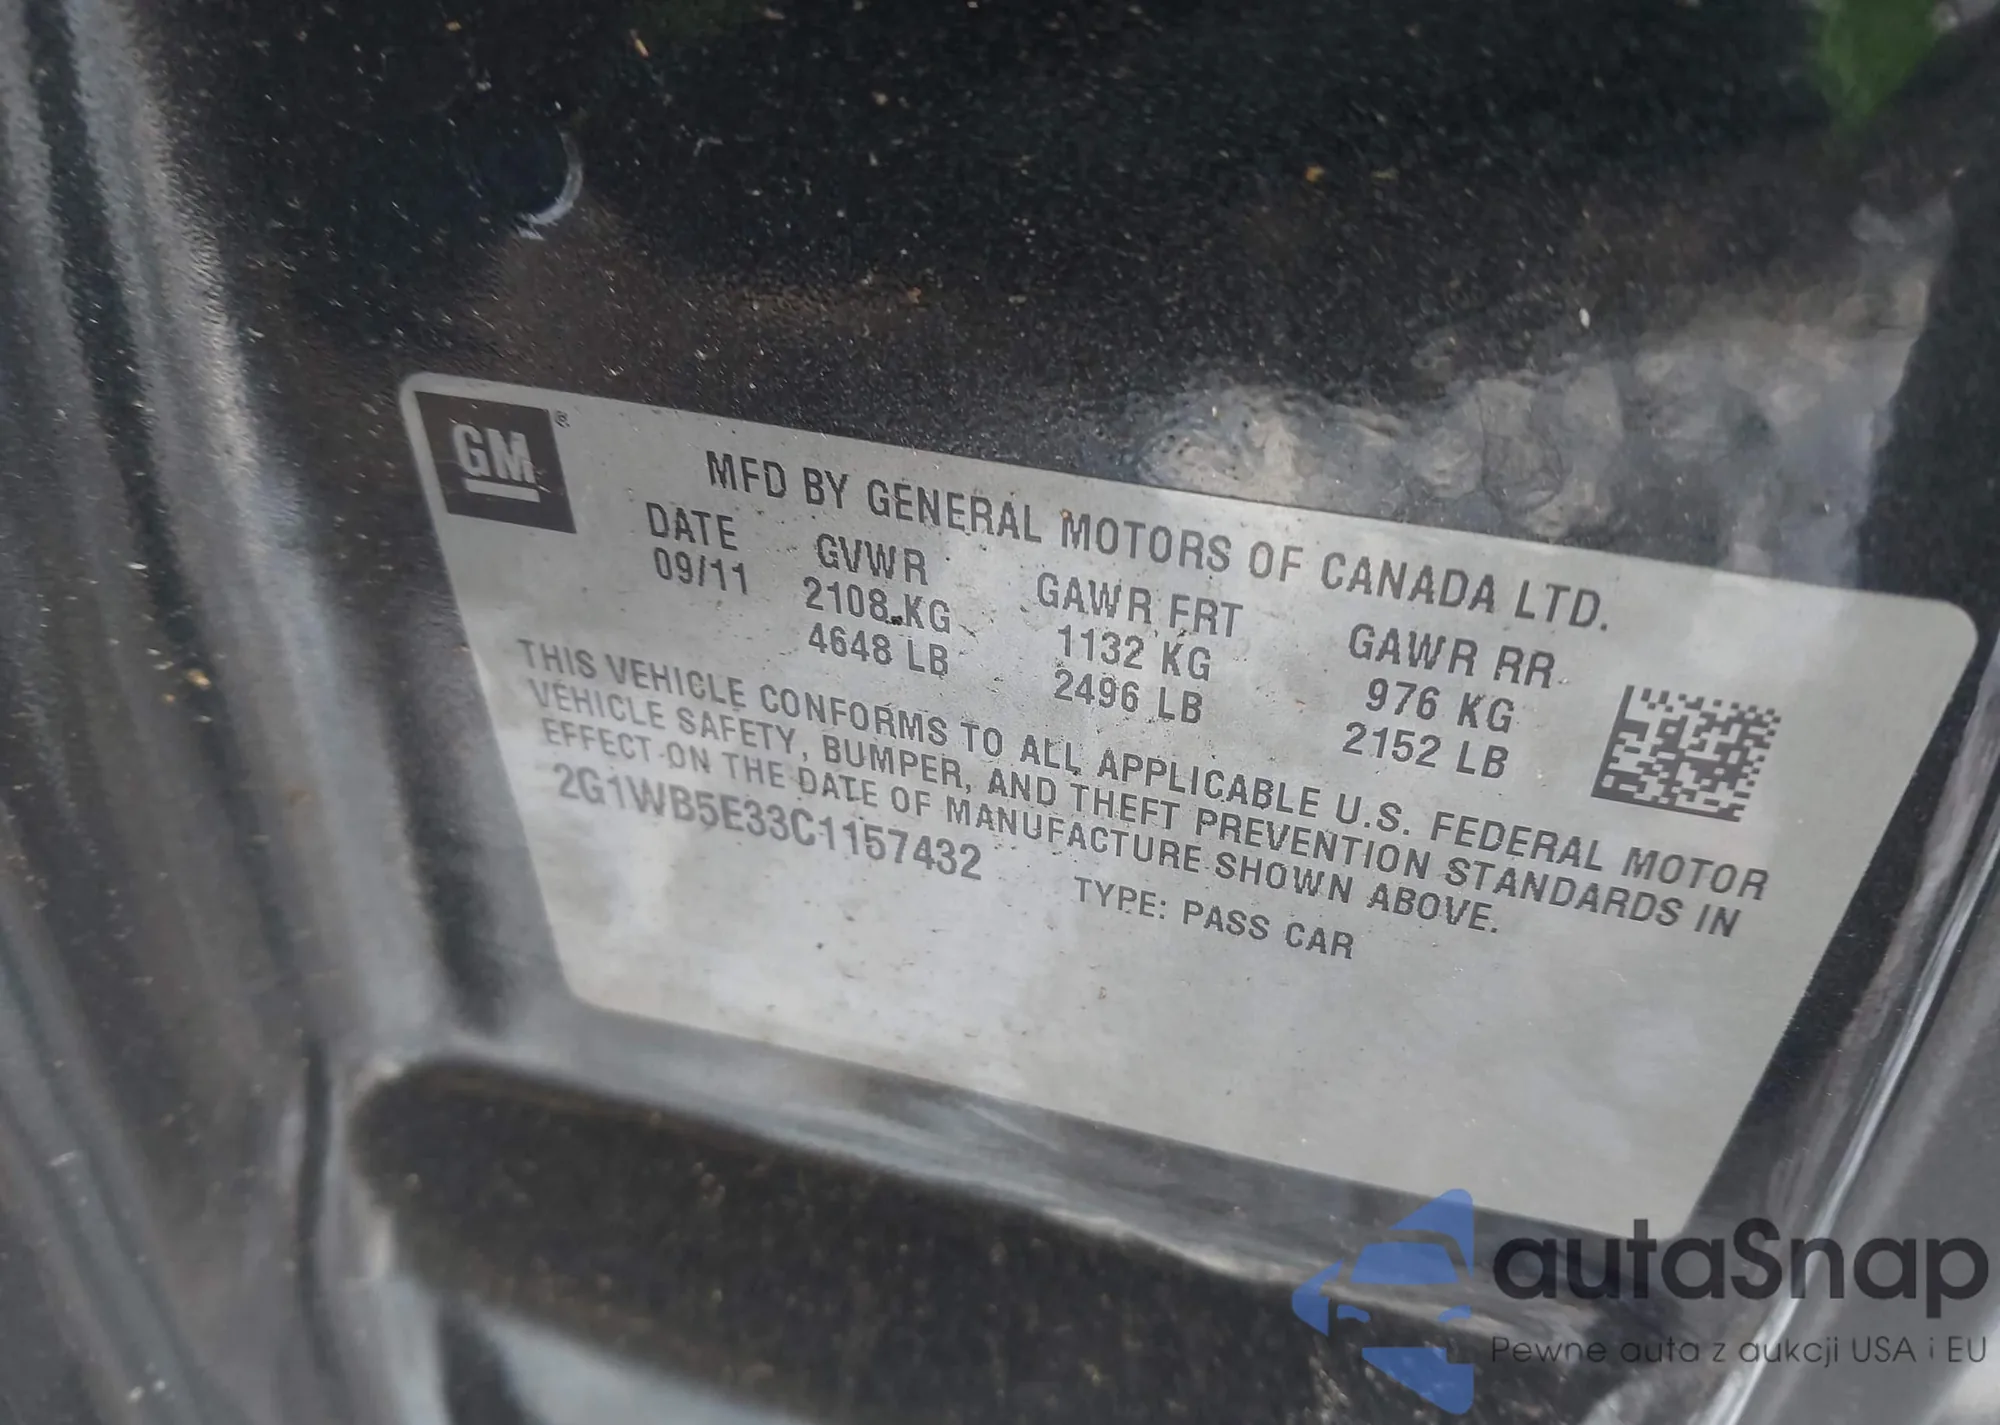 GM®
MFD BY GENERAL MOTORS OF CANADA LTD.
DATE GVWR GAWR FRT GAWR RR
09/11 2108 KG 1132 KG 976 KG
4648 LB 2496 LB 2152 LB
THIS VEHICLE CONFORMS TO ALL APPLICABLE U.S. FEDERAL MOTOR
VEHICLE SAFETY, BUMPER, AND THEFT PREVENTION STANDARDS IN
EFFECT ON THE DATE OF MANUFACTURE SHOWN ABOVE.
2G1WB5E33C1157432 TYPE: PASS CAR
autaSnap
Pewne auta z aukcji USA i EU